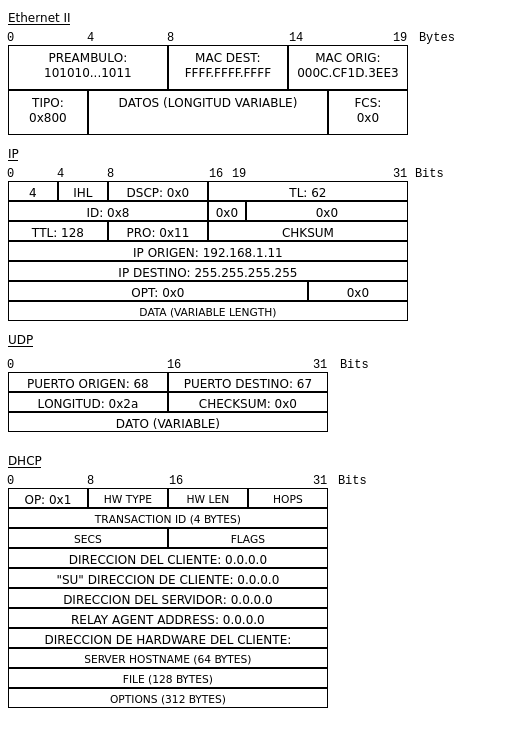 Ethernet II
0 4 8 14 19 Bytes
PREAMBULO: MAC DEST: MAC ORIG:
101010...1011 FFFF.FFFF.FFFF 000C.CF1D.3EE3
TIPO: DATOS (LONGITUD VARIABLE) FCS:
0x800 0x0
IP
0 4 8 16 19 31 Bits
4 IHL DSCP: 0x0 TL: 62
ID: 0x8 0x0 0x0
TTL: 128 PRO: 0x11 CHKSUM
IP ORIGEN: 192.168.1.11
IP DESTINO: 255.255.255.255
OPT: 0x0 0x0
DATA (VARIABLE LENGTH)
UDP
0 16 31 Bits
PUERTO ORIGEN: 68 PUERTO DESTINO: 67
LONGITUD: 0x2a CHECKSUM: 0x0
DATO (VARIABLE)
DHCP
0 8 16 31 Bits
OP: 0x1 HW TYPE HW LEN HOPS
TRANSACTION ID (4 BYTES)
SECS FLAGS
DIRECCION DEL CLIENTE: 0.0.0.0
"SU" DIRECCION DE CLIENTE: 0.0.0.0
DIRECCION DEL SERVIDOR: 0.0.0.0
RELAY AGENT ADDRESS: 0.0.0.0
DIRECCION DE HARDWARE DEL CLIENTE:
SERVER HOSTNAME (64 BYTES)
FILE (128 BYTES)
OPTIONS (312 BYTES)